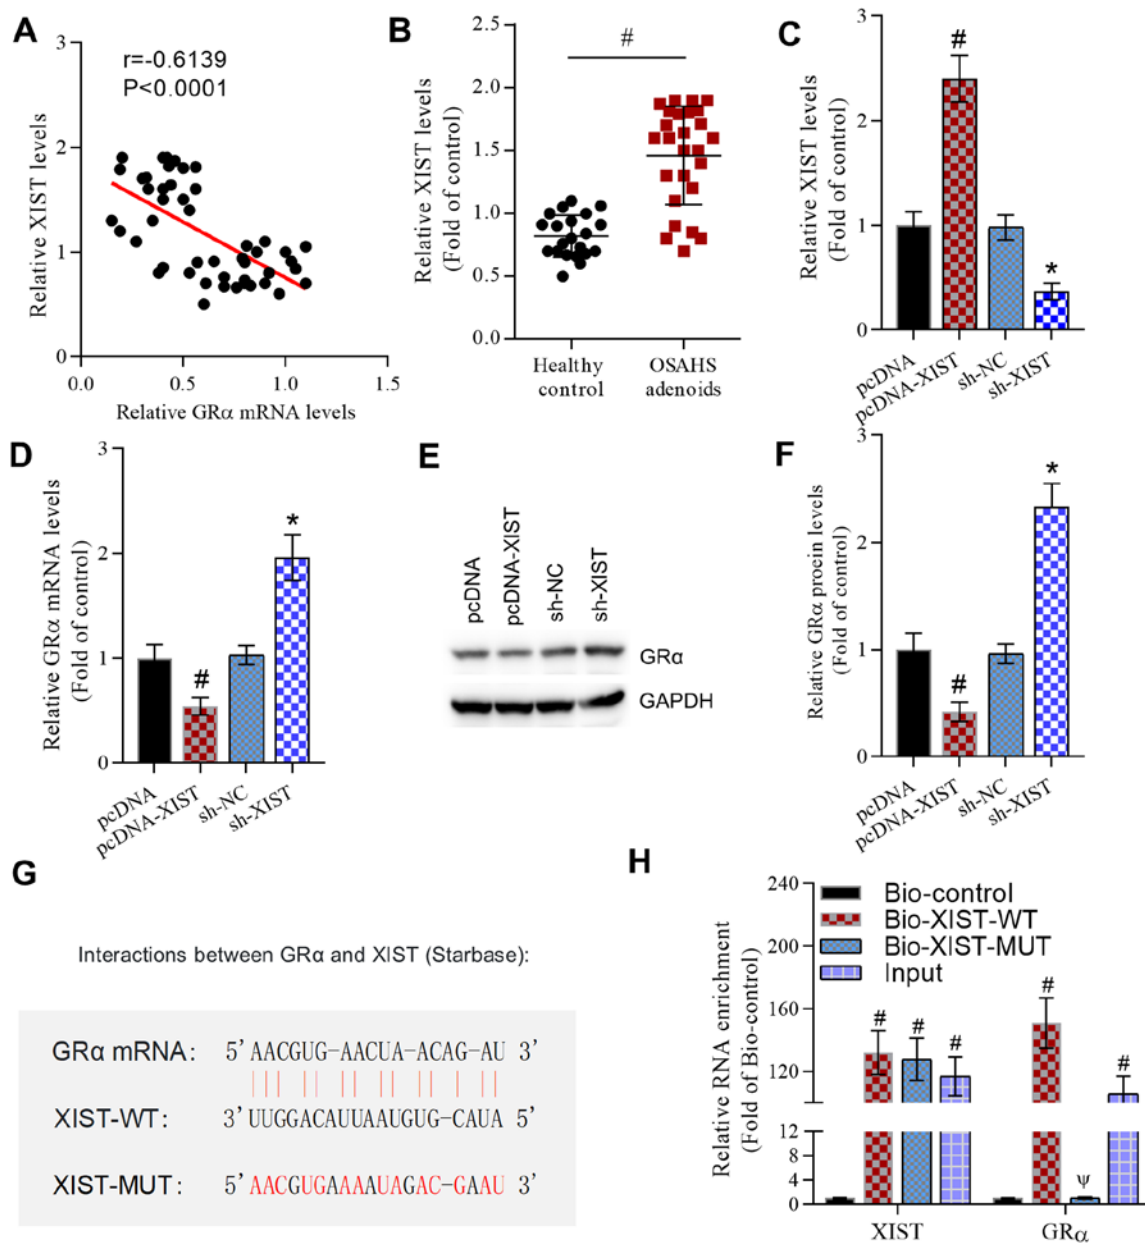 A
r=-0.6139
P<0.0001
Relative XIST levels
3
2
1
0
0.0 0.5 1.0 1.5
Relative GRα mRNA levels
B
#
Relative XIST levels
(Fold of control)
2.5
2.0
1.5
1.0
0.5
0.0
Healthy
control
OSAHS
adenoids
C
Relative XIST levels
(Fold of control)
3
2
1
0
#
*
pcDNA
pcDNA-XIST
sh-NC
sh-XIST
D
Relative GRα mRNA levels
(Fold of control)
3
2
1
0
#
*
pcDNA
pcDNA-XIST
sh-NC
sh-XIST
E
pcDNA
pcDNA-XIST
sh-NC
sh-XIST
GRα
GAPDH
F
Relative GRα procin levels
(Fold of control)
3
2
1
0
#
*
pcDNA
pcDNA-XIST
sh-NC
sh-XIST
G
Interactions between GRα and XIST (Starbase):
GRα mRNA: 5' AACGUG-AACUA-ACAG-AU 3'
XIST-WT: 3' UUGGACAUUAAUGUG-CAUA 5'
XIST-MUT: 5' AACGUGAAAAUAGAC-GAAU 3'
H
Relative RNA enrichment
(Fold of Bio-control)
240
200
160
120
12
8
4
0
Bio-control
Bio-XIST-WT
Bio-XIST-MUT
Input
# # #
# ψ #
XIST GRα